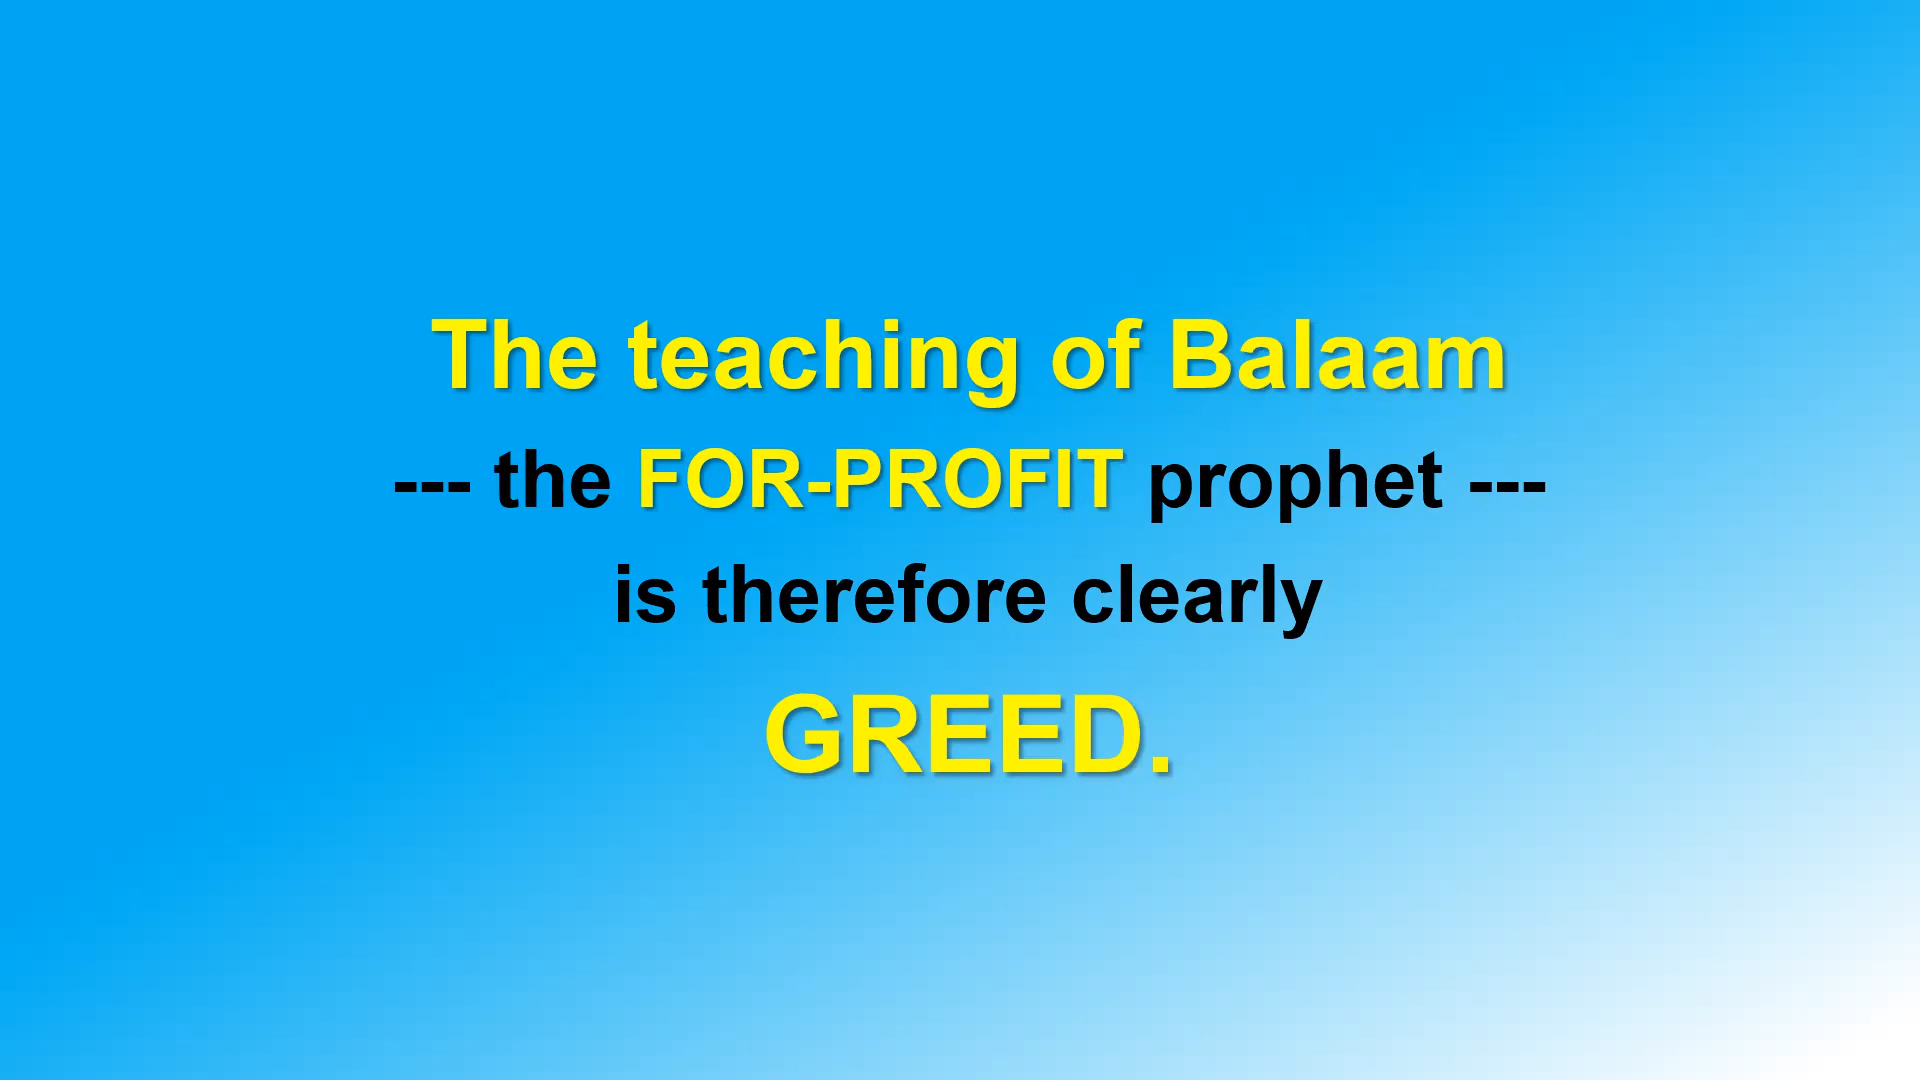 The teaching of Balaam
--- the FOR-PROFIT prophet ---
is therefore clearly
GREED.